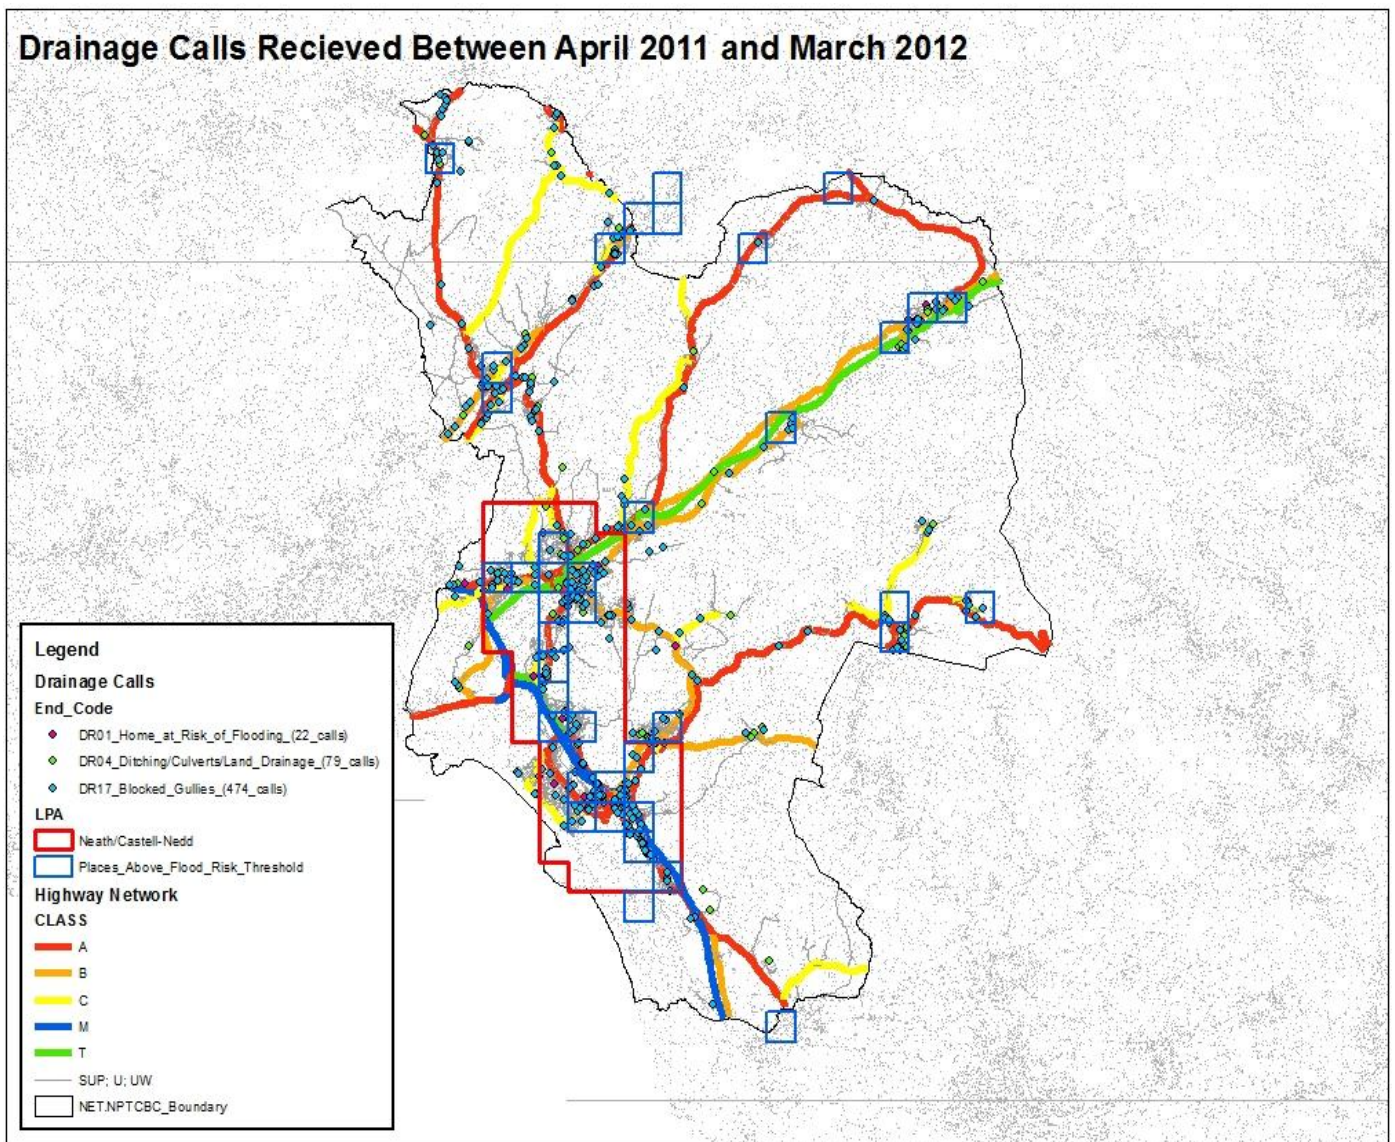 Drainage Calls Recieved Between April 2011 and March 2012
Legend
Drainage Calls
End_Code
DR01_Home_at_Risk_of_Flooding_(22_calls)
DR04_Ditching/Culverts/Land_Drainage_(79_calls)
DR17_Blocked_Gullies_(474_calls)
LPA
Neath/Castell-Nedd
Places_Above_Flood_Risk_Threshold
Highway Network
CLASS
A
B
C
M
T
SUP; U; UW
NET.NPTCBC_Boundary